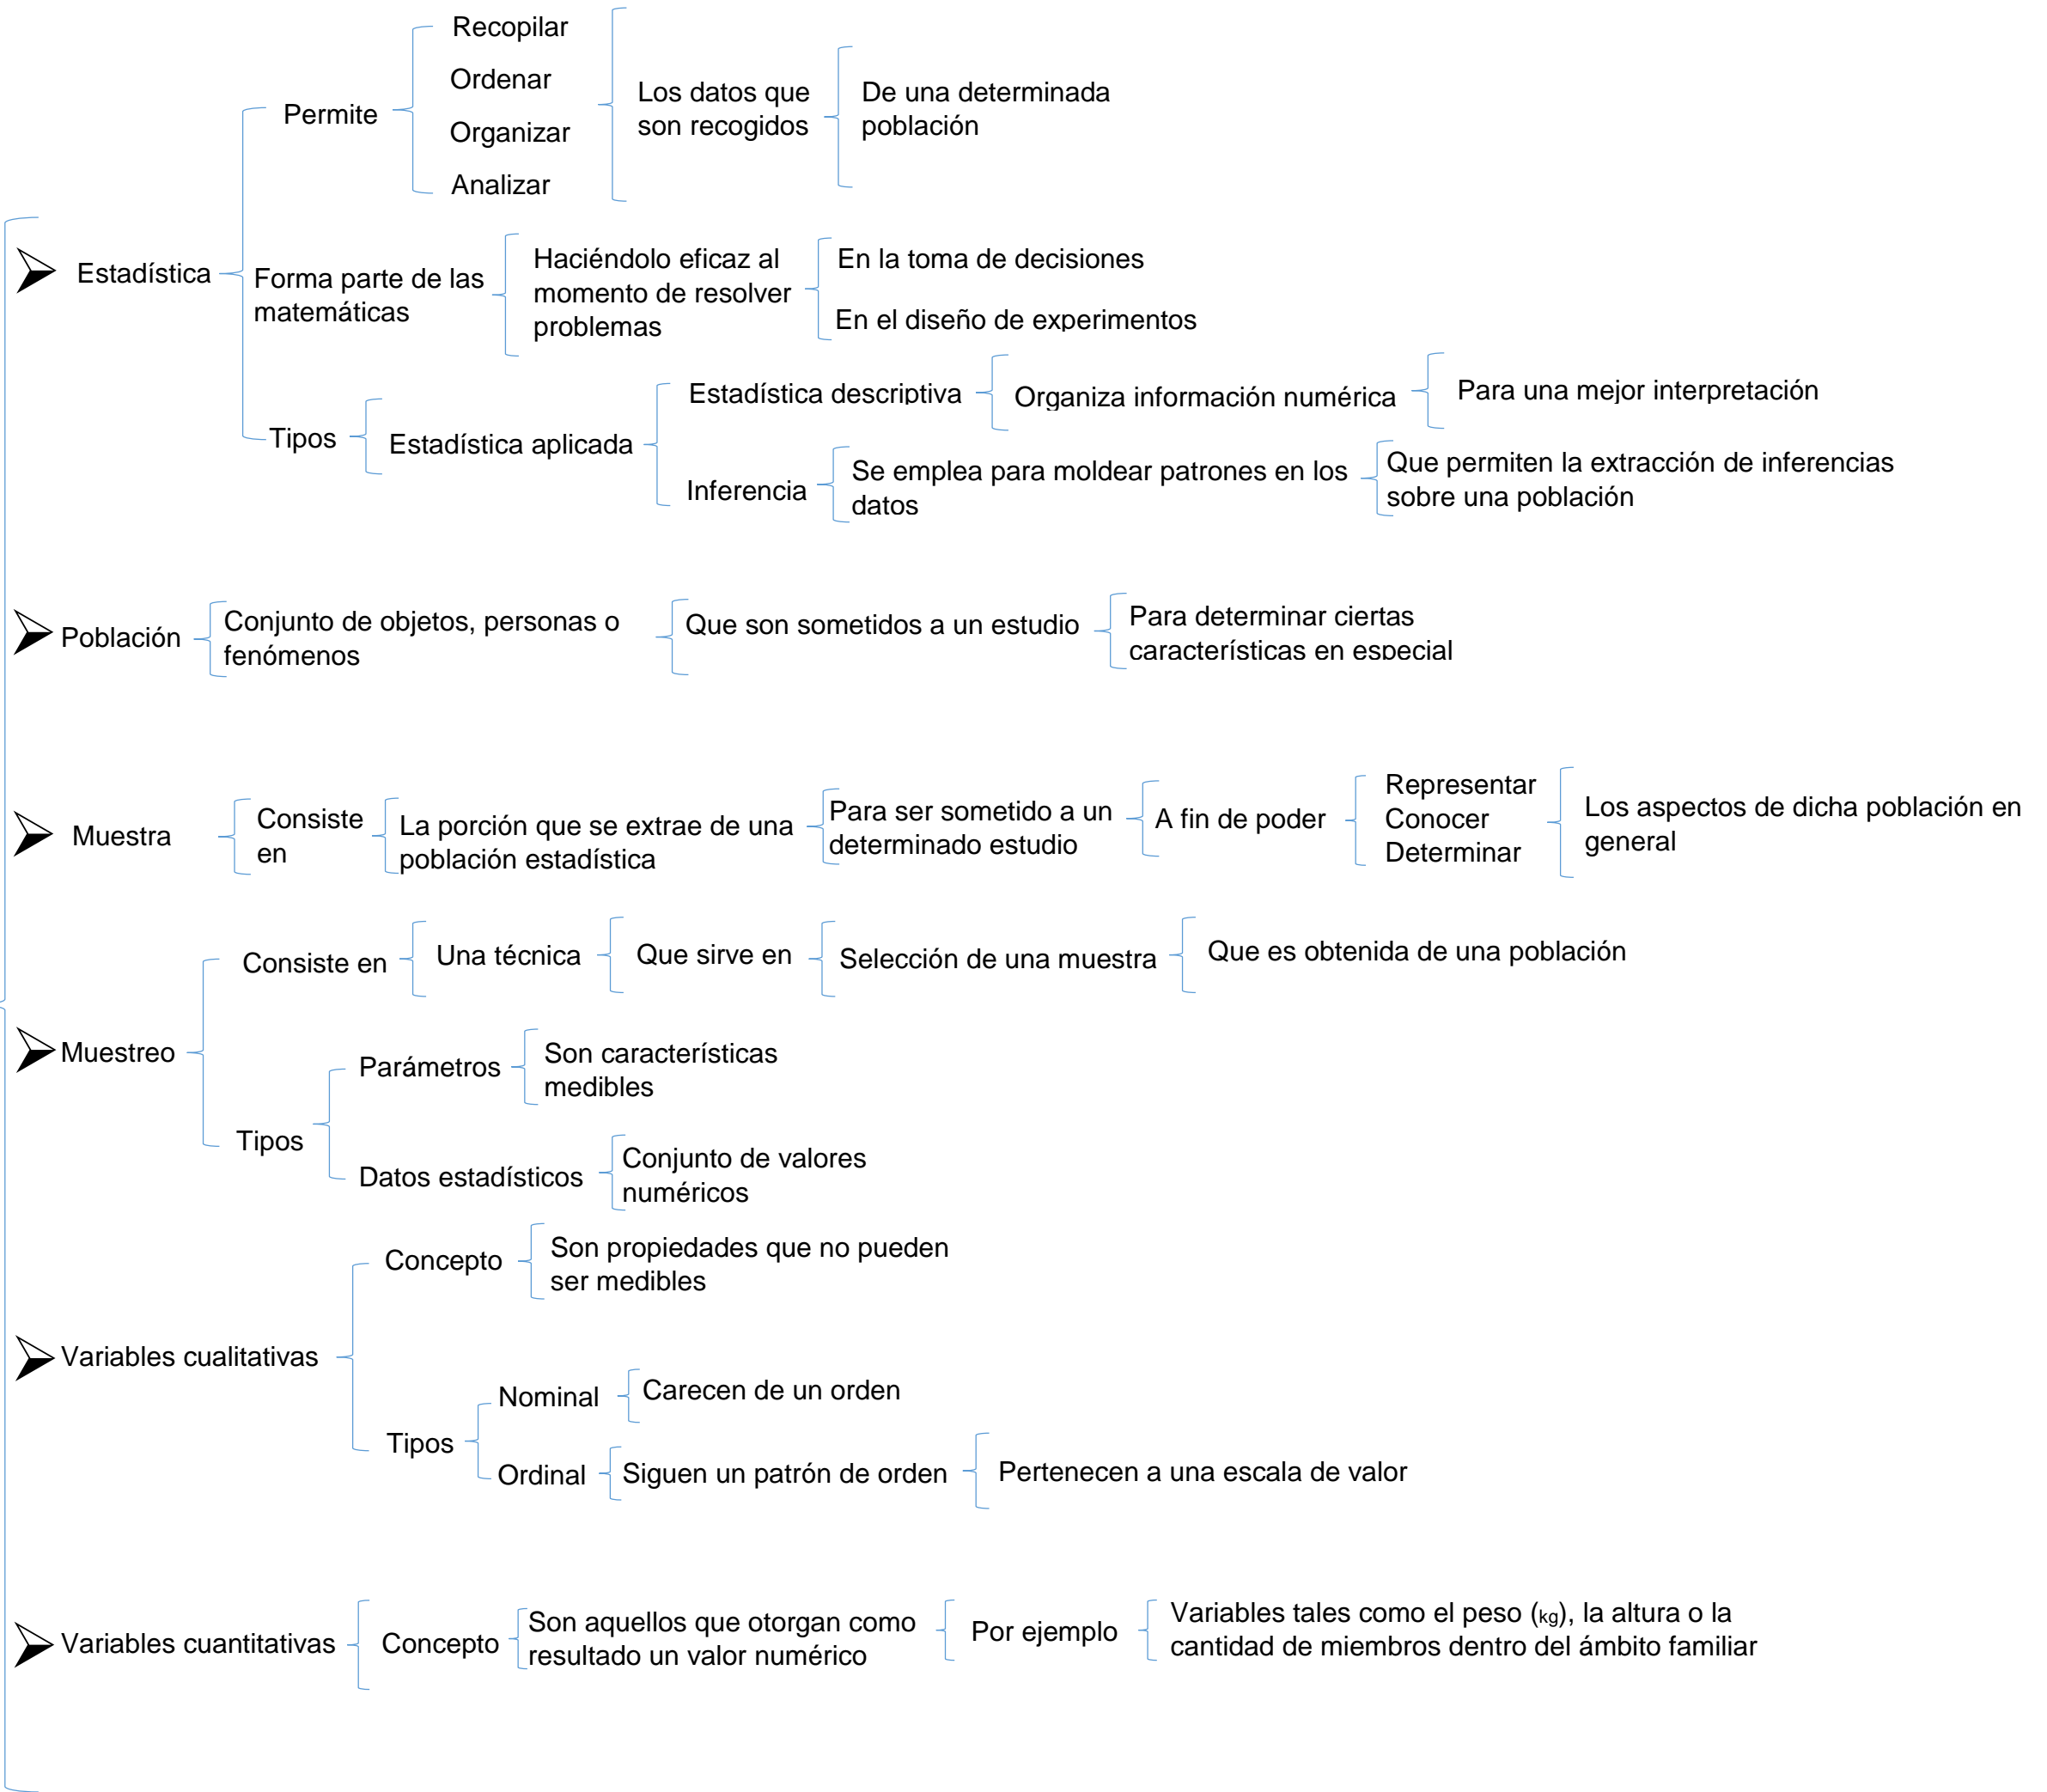 Recopilar
Ordenar
Organizar
Analizar
Permite
Los datos que
son recogidos
De una determinada
población
Estadística
Forma parte de las
matemáticas
Haciéndolo eficaz al
momento de resolver
problemas
En la toma de decisiones
En el diseño de experimentos
Tipos
Estadística aplicada
Estadística descriptiva
Organiza información numérica
Para una mejor interpretación
Inferencia
Se emplea para moldear patrones en los
datos
Que permiten la extracción de inferencias
sobre una población
Población
Conjunto de objetos, personas o
fenómenos
Que son sometidos a un estudio
Para determinar ciertas
características en especial
Muestra
Consiste
en
La porción que se extrae de una
población estadística
Para ser sometido a un
determinado estudio
A fin de poder
Representar
Conocer
Determinar
Los aspectos de dicha población en
general
Muestreo
Consiste en
Una técnica
Que sirve en
Selección de una muestra
Que es obtenida de una población
Tipos
Parámetros
Son características
medibles
Datos estadísticos
Conjunto de valores
numéricos
Variables cualitativas
Concepto
Son propiedades que no pueden
ser medibles
Tipos
Nominal
Carecen de un orden
Ordinal
Siguen un patrón de orden
Pertenecen a una escala de valor
Variables cuantitativas
Concepto
Son aquellos que otorgan como
resultado un valor numérico
Por ejemplo
Variables tales como el peso (kg), la altura o la
cantidad de miembros dentro del ámbito familiar